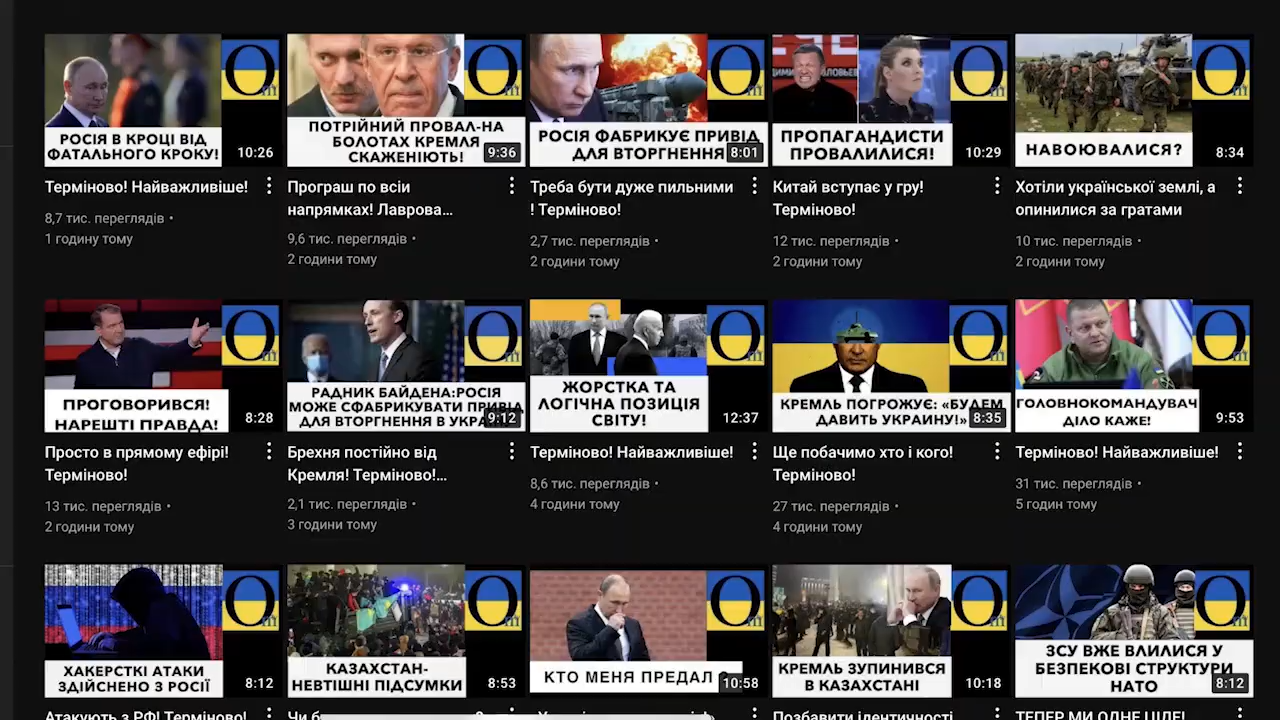 РОСІЯ В КРОЦІ ВІД
ФАТАЛЬНОГО КРОКУ!
10:26
Терміново! Найважливіше!
8,7 тис. переглядів •
1 годину тому
ПОТРІЙНИЙ ПРОВАЛ-НА
БОЛОТАХ КРЕМЛЯ
СКАЖЕНІЮТЬ!
9:36
Програш по всіи
напрямках! Лаврова…
9,6 тис. переглядів •
2 години тому
РОСІЯ ФАБРИКУЄ ПРИВІД
ДЛЯ ВТОРГНЕННЯ
8:01
Треба бути дуже пильними
! Терміново!
2,7 тис. переглядів •
2 години тому
ПРОПАГАНДИСТИ
ПРОВАЛИЛИСЯ!
10:29
Китай вступає у гру!
Терміново!
12 тис. переглядів •
2 години тому
НАВОЮВАЛИСЯ?
8:34
Хотіли української землі, а
опинилися за гратами
10 тис. переглядів •
2 години тому
ПРОГОВОРИВСЯ!
НАРЕШТІ ПРАВДА!
8:28
Просто в прямому ефірі!
Терміново!
13 тис. переглядів •
2 години тому
РАДНИК БАЙДЕНА:РОСІЯ
МОЖЕ СФАБРИКУВАТИ ПРИВІД
ДЛЯ ВТОРГНЕННЯ В
9:12
Брехня постійно від
Кремля! Терміново!…
2,1 тис. переглядів •
3 години тому
ЖОРСТКА ТА
ЛОГІЧНА ПОЗИЦІЯ
СВІТУ!
12:37
Терміново! Найважливіше!
8,6 тис. переглядів •
4 години тому
КРЕМЛЬ ПОГРОЖУЄ: «БУДЕМ
ДАВИТЬ УКРАИНУ!»
8:35
Ще побачимо хто і кого!
Терміново!
27 тис. переглядів •
4 години тому
ГОЛОВНОКОМАНДУВАЧ
ДІЛО КАЖЕ!
9:53
Терміново! Найважливіше!
31 тис. переглядів •
5 годин тому
ХАКЕРСТКІ АТАКИ
ЗДІЙСНЕНО З РОСІЇ
8:12
Атакують з РФ! Терміново!
КАЗАХСТАН-
НЕВТІШНІ ПІДСУМКИ
8:53
КТО МЕНЯ ПРЕДАЛ
10:58
КРЕМЛЬ ЗУПИНИВСЯ
В КАЗАХСТАНІ
10:18
Позбавити ідентичності
ЗСУ ВЖЕ ВЛИЛИСЯ У
БЕЗПЕКОВІ СТРУКТУРИ
НАТО
8:12
ТЕПЕР МИ ОДНЕ ЦІЛЕ!